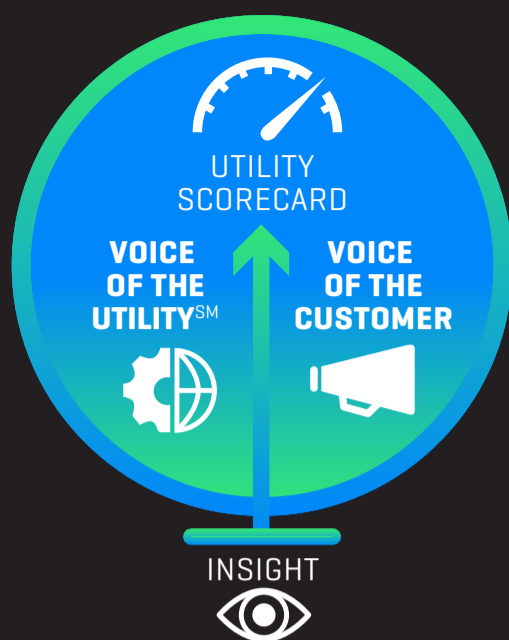 UTILITY
SCORECARD
VOICE
OF THE
UTILITY℠
VOICE
OF THE
CUSTOMER
INSIGHT